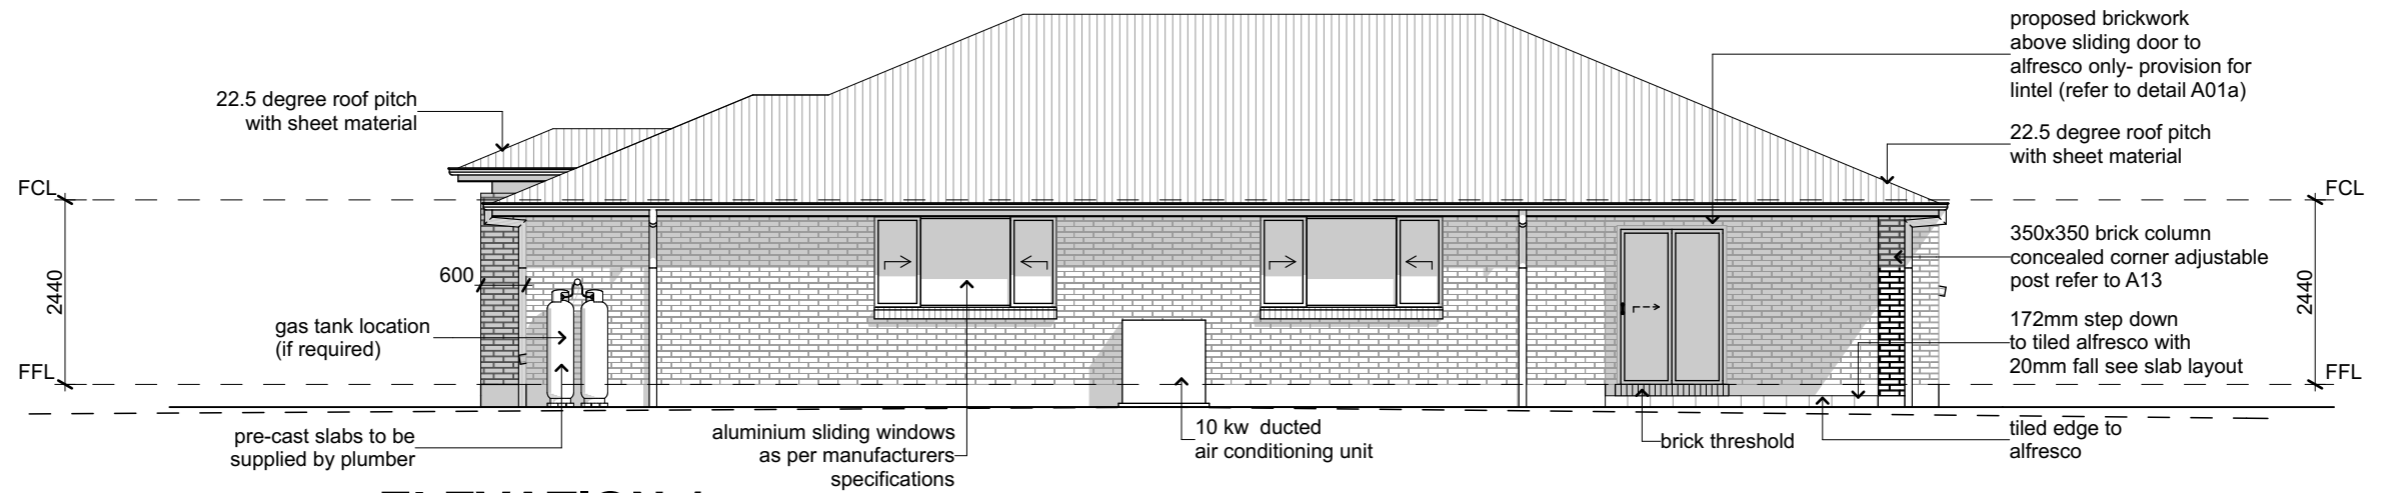 22.5 degree roof pitch
with sheet material
proposed brickwork
above sliding door to
alfresco only- provision for
lintel (refer to detail A01a)
22.5 degree roof pitch
with sheet material
FCL
FCL
2440
600
350x350 brick column
concealed corner adjustable
post refer to A13
2440
gas tank location
(if required)
172mm step down
to tiled alfresco with
20mm fall see slab layout
FFL
FFL
pre-cast slabs to be
supplied by plumber
aluminium sliding windows
as per manufacturers
specifications
10 kw ducted
air conditioning unit
brick threshold
tiled edge to
alfresco